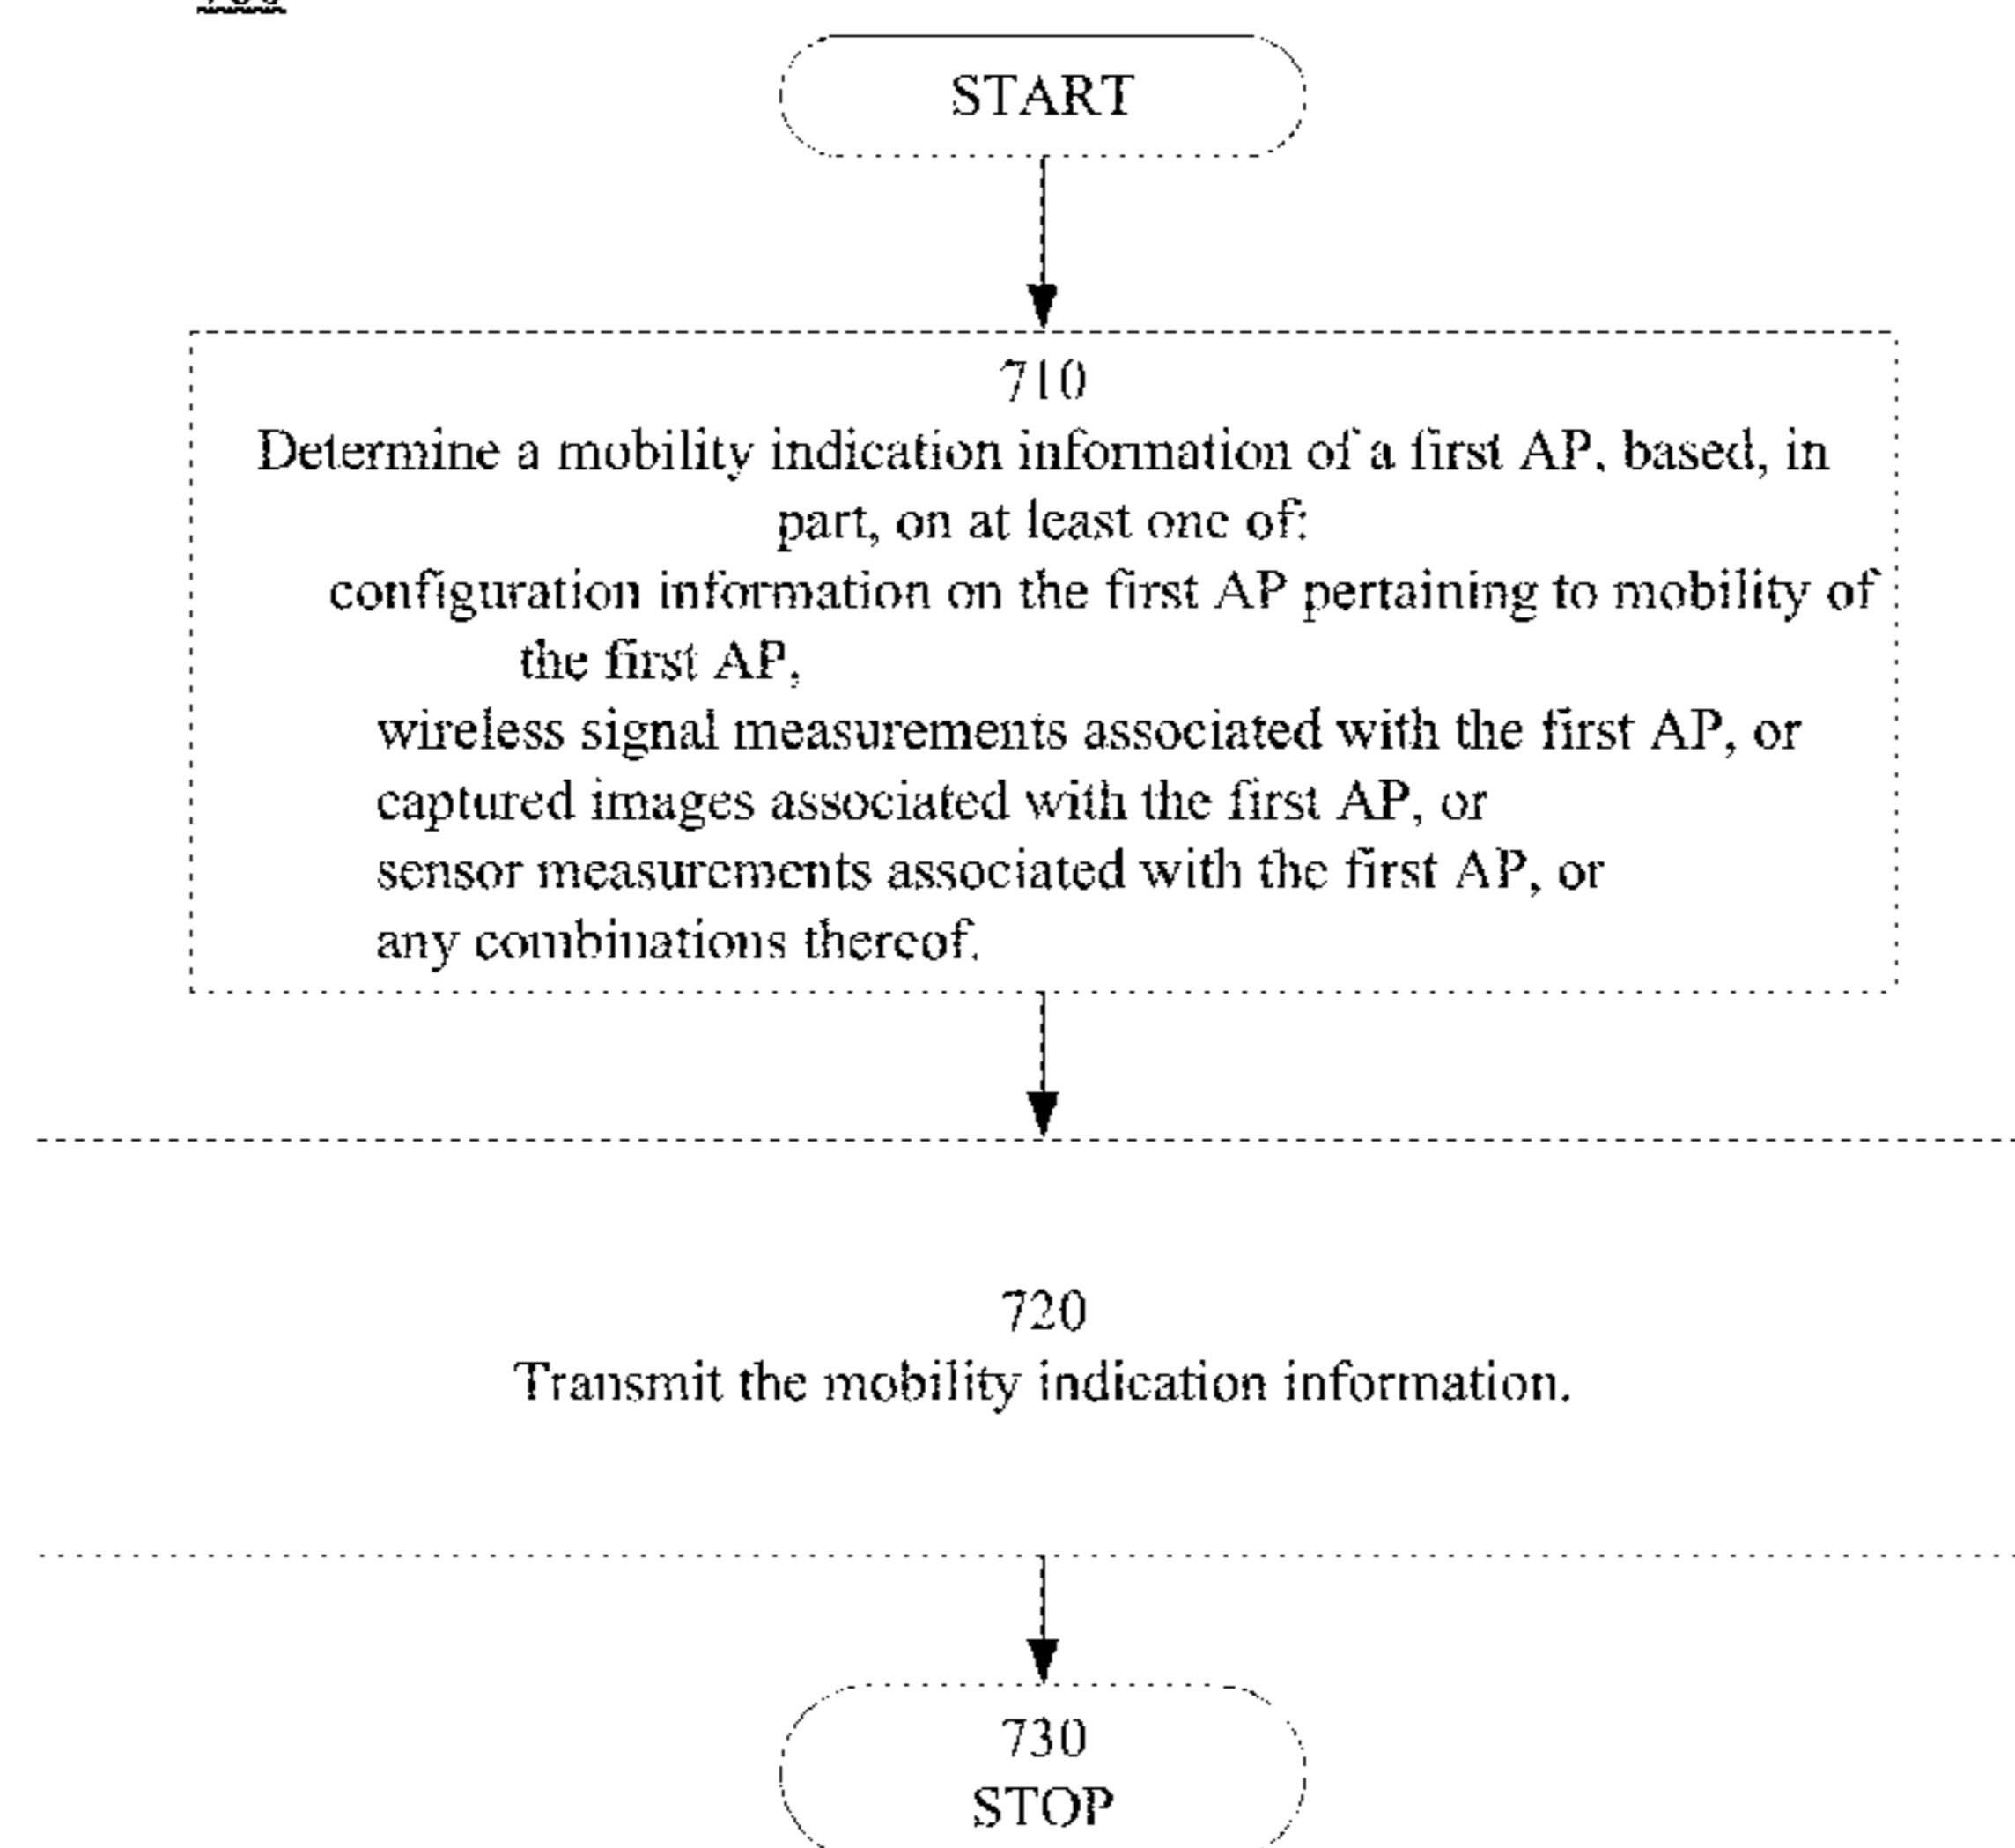 START
710
Determine a mobility indication information of a first AP, based, in
part, on at least one of:
configuration information on the first AP pertaining to mobility of
the first AP,
wireless signal measurements associated with the first AP, or
captured images associated with the first AP, or
sensor measurements associated with the first AP, or
any combinations thereof.
720
Transmit the mobility indication information.
730
STOP